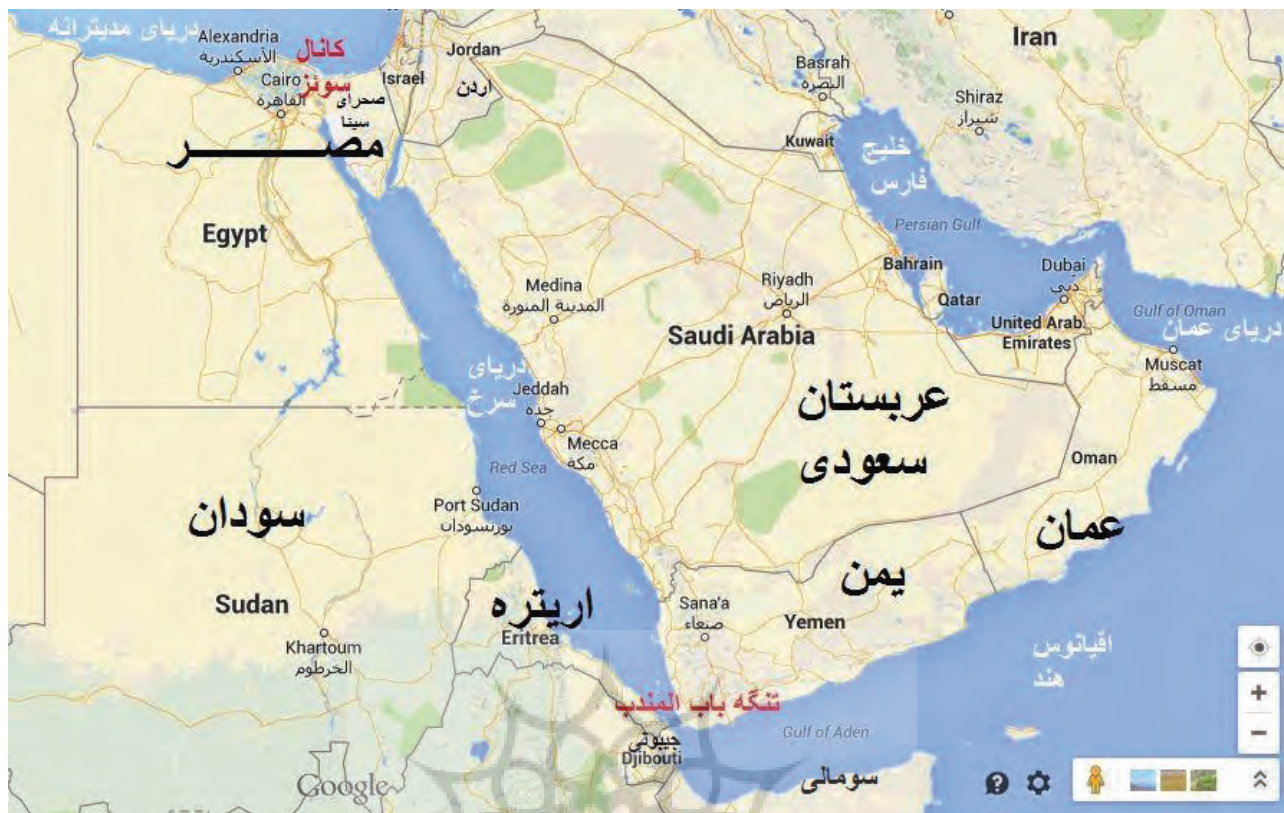 دریای مدیترانه
Alexandria
الأسكندرية
کانال
سوئز
Cairo
القاهرة
صحرای
سینا
Israel
Jordan
اردن
Basrah
البصرة
Iran
Shiraz
شیراز
Kuwait
مصر
Egypt
خلیج
فارس
Persian Gulf
Bahrain
Qatar
Dubai
دبي
United Arab
Emirates
Gulf of Oman
دریای عمان
Muscat
مسقط
Medina
المدينة المنورة
Riyadh
الرياض
Saudi Arabia
عربستان
سعودی
دریای
سرخ
Jeddah
جدة
Mecca
مكة
Red Sea
Port Sudan
بورتسودان
Oman
عمان
سودان
Sudan
Khartoum
الخرطوم
اریتره
Eritrea
Sana'a
صنعاء
یمن
Yemen
اقیانوس
هند
تنگه باب المندب
Gulf of Aden
جیبوتی
Djibouti
سومالی
Google